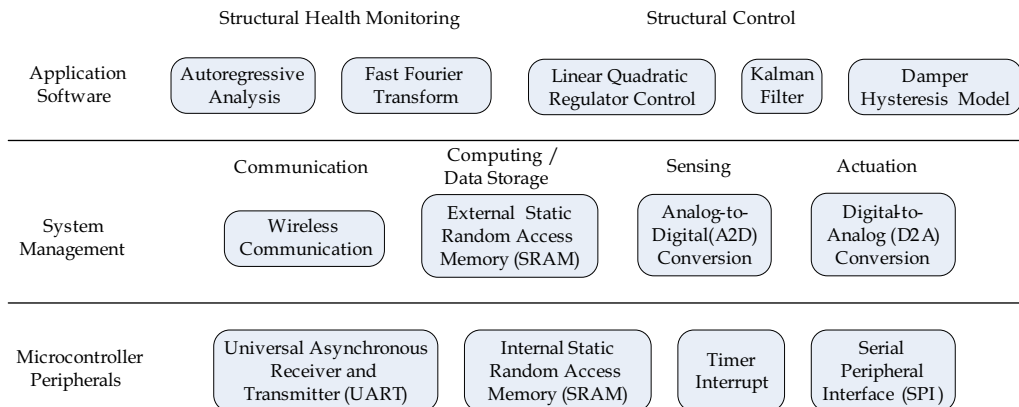 Structural Health Monitoring
Structural Control
Application
Software
Autoregressive
Analysis
Fast Fourier
Transform
Linear Quadratic
Regulator Control
Kalman
Filter
Damper
Hysteresis Model
System
Management
Communication
Computing /
Data Storage
Sensing
Actuation
Wireless
Communication
External Static
Random Access
Memory (SRAM)
Analog-to-
Digital(A2D)
Conversion
Digital-to-
Analog (D2A)
Conversion
Microcontroller
Peripherals
Universal Asynchronous
Receiver and
Transmitter (UART)
Internal Static
Random Access
Memory (SRAM)
Timer
Interrupt
Serial
Peripheral
Interface (SPI)